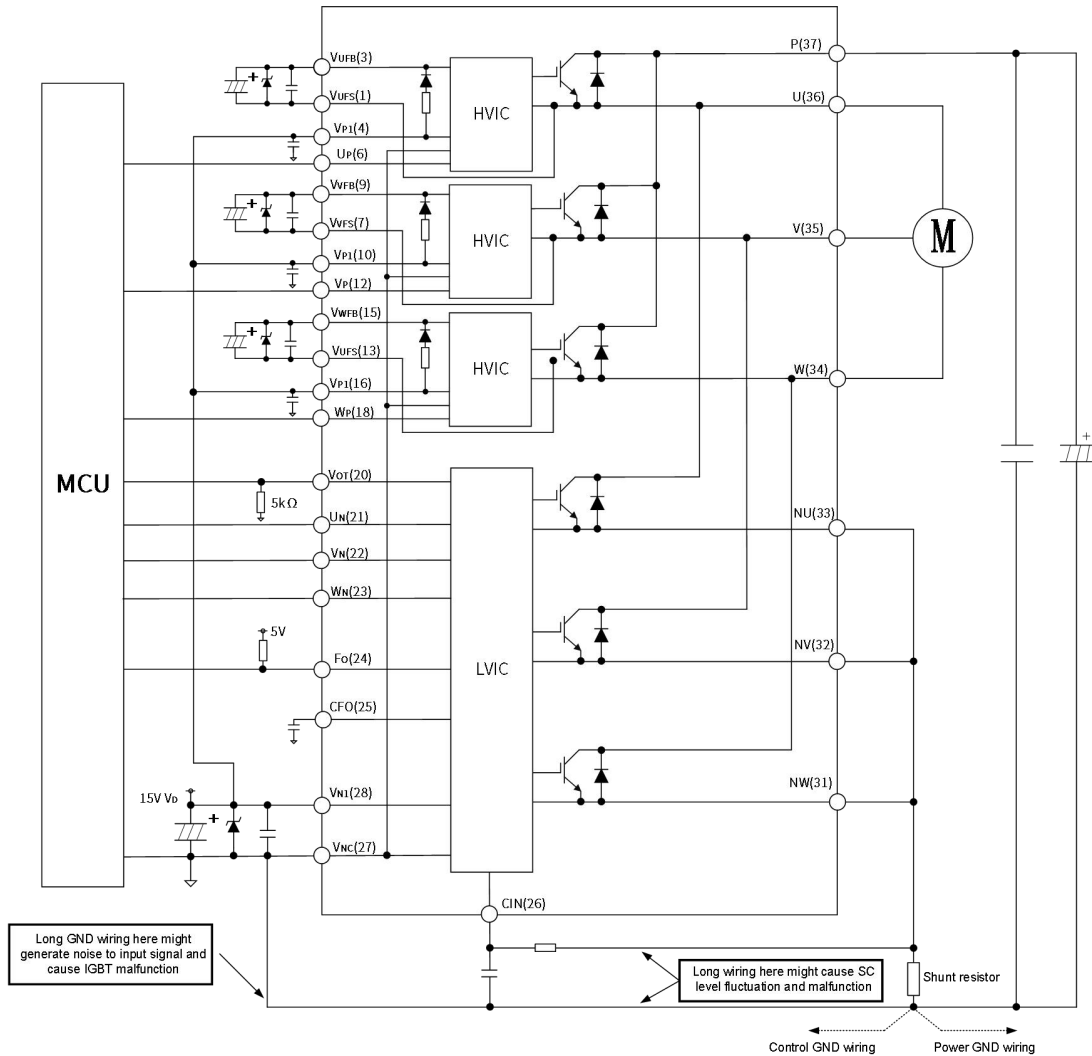 VUFB(3)
P(37)
VUFS(1)
HVIC
U(36)
VP1(4)
UP(6)
VVFB(9)
VVFS(7)
HVIC
V(35)
M
VP1(10)
VP(12)
VWFB(15)
VUFS(13)
HVIC
W(34)
VP1(16)
WP(18)
MCU
VOT(20)
5kΩ
UN(21)
NU(33)
VN(22)
WN(23)
5V
FO(24)
LVIC
NV(32)
CFO(25)
NW(31)
15V VD
VN1(28)
VNC(27)
CIN(26)
Long GND wiring here might
generate noise to input signal and
cause IGBT malfunction
Long wiring here might cause SC
level fluctuation and malfunction
Shunt resistor
Control GND wiring
Power GND wiring